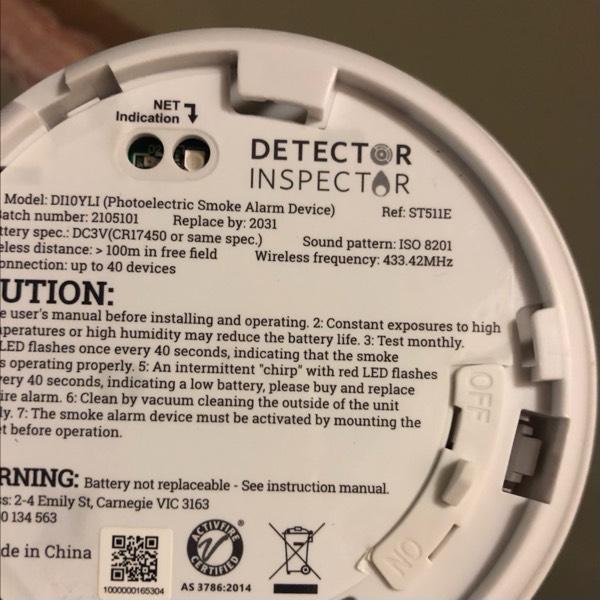 NET
Indication
DETECTOR
INSPECTOR
Model: DI10YLI (Photoelectric Smoke Alarm Device) Ref: ST511E
atch number: 2105101 Replace by: 2031
ttery spec.: DC3V(CR17450 or same spec.) Sound pattern: ISO 8201
eless distance: > 100m in free field Wireless frequency: 433.42MHz
onnection: up to 40 devices
UTION:
e user's manual before installing and operating. 2: Constant exposures to high
peratures or high humidity may reduce the battery life. 3: Test monthly.
LED flashes once every 40 seconds, indicating that the smoke
s operating properly. 5: An intermittent "chirp" with red LED flashes
very 40 seconds, indicating a low battery, please buy and replace
ire alarm. 6: Clean by vacuum cleaning the outside of the unit
ly. 7: The smoke alarm device must be activated by mounting the
t before operation.
OFF
RNING: Battery not replaceable - See instruction manual.
s: 2-4 Emily St, Carnegie VIC 3163
0 134 563
ON
de in China
ACTIVFIRE
VERIFICATION
®
1000000165304
AS 3786:2014